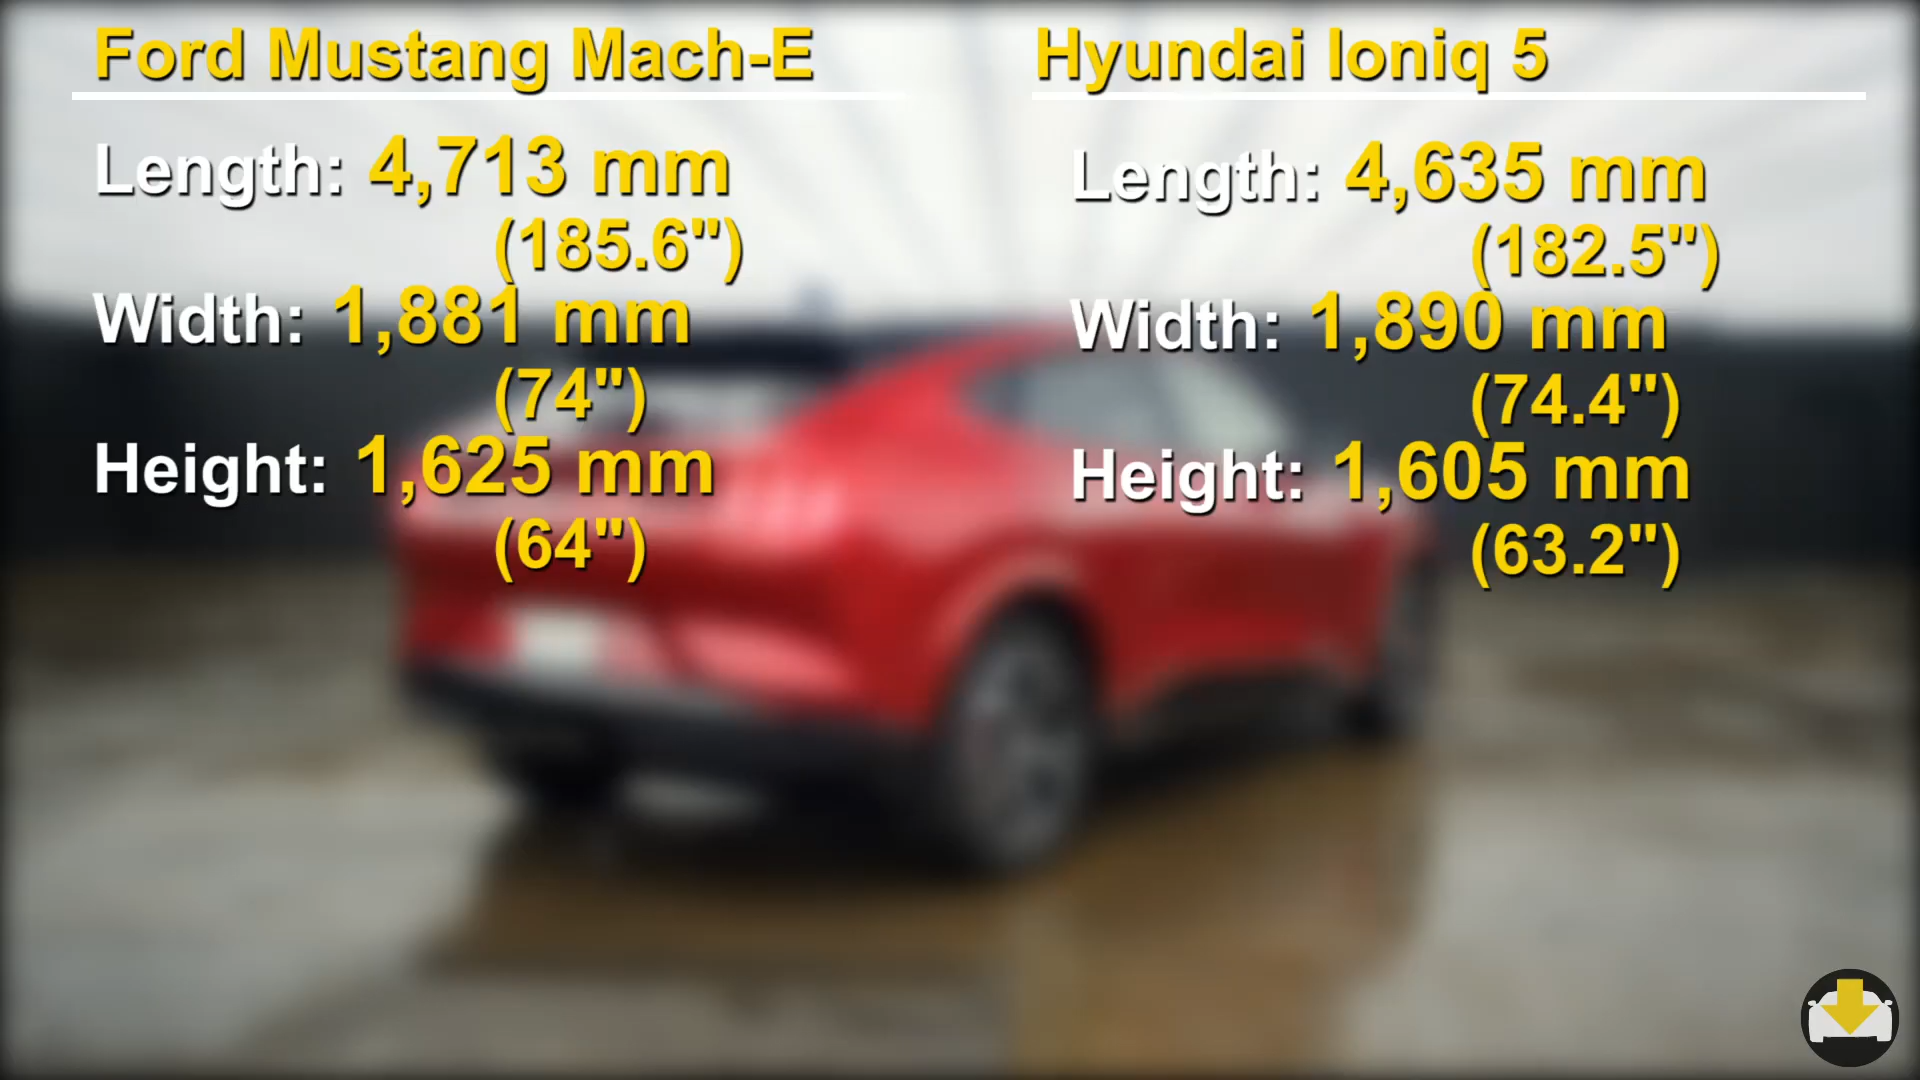 Ford Mustang Mach-E
Length: 4,713 mm
(185.6")
Width: 1,881 mm
(74")
Height: 1,625 mm
(64")
Hyundai Ioniq 5
Length: 4,635 mm
(182.5")
Width: 1,890 mm
(74.4")
Height: 1,605 mm
(63.2")